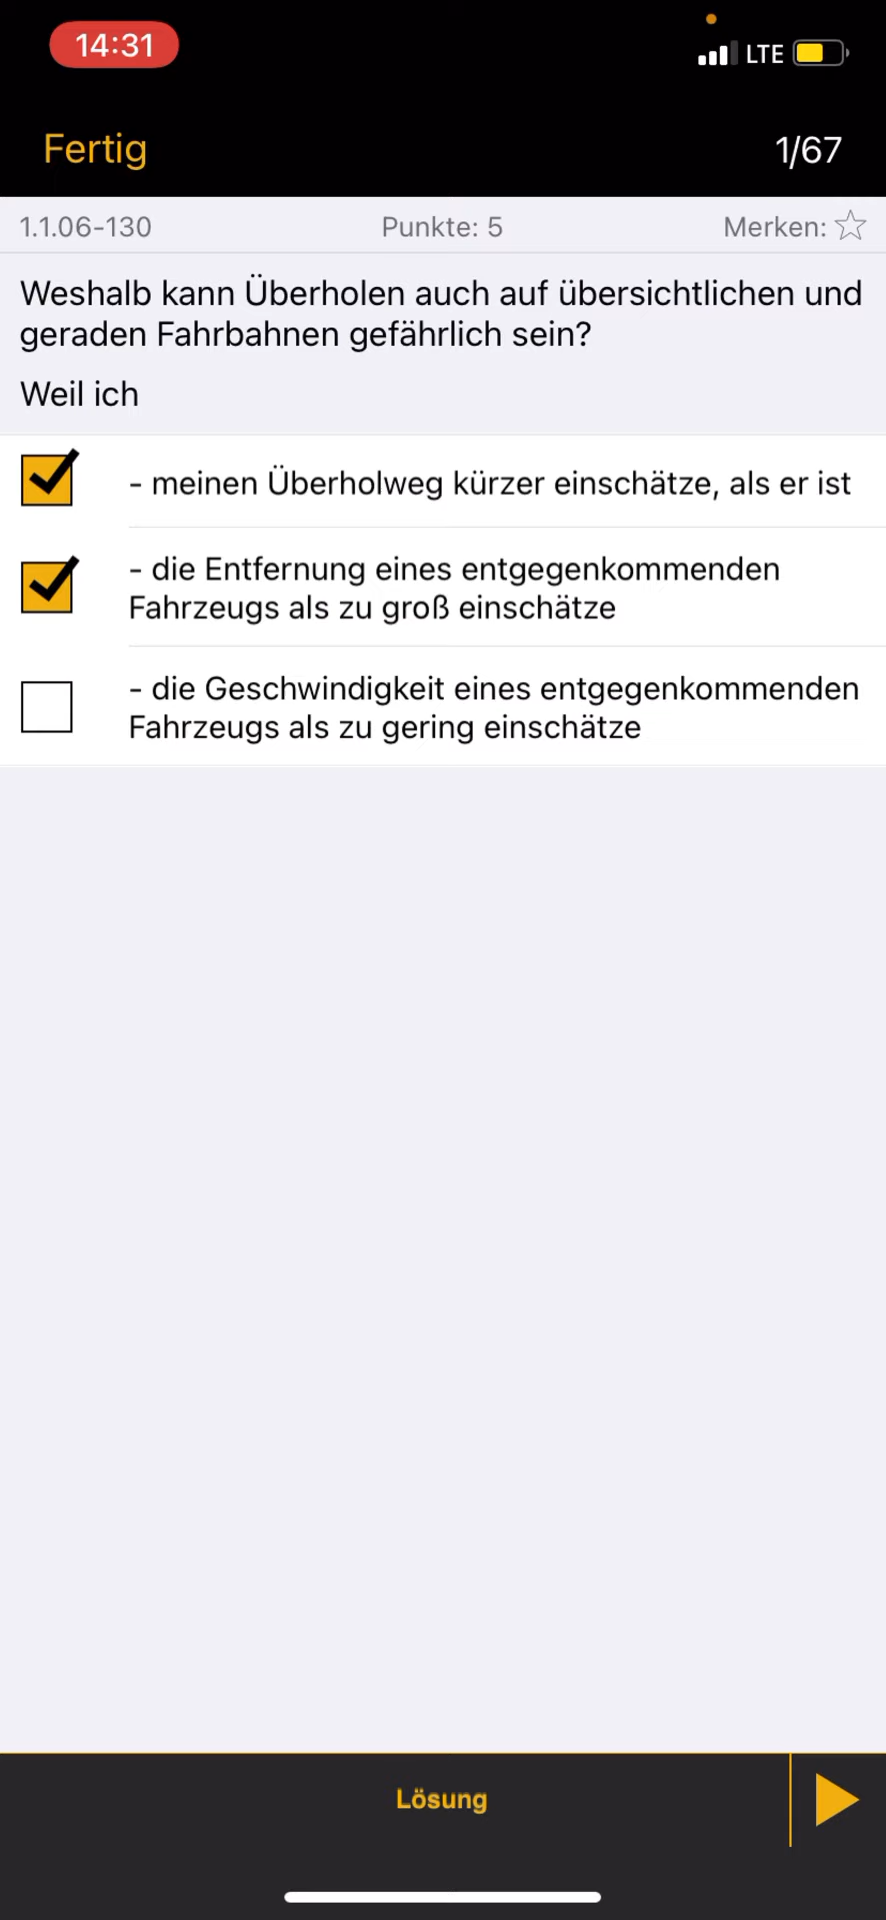 14:31
LTE
Fertig
1/67
1.1.06-130
Punkte: 5
Merken:
Weshalb kann Überholen auch auf übersichtlichen und
geraden Fahrbahnen gefährlich sein?
Weil ich
- meinen Überholweg kürzer einschätze, als er ist
- die Entfernung eines entgegenkommenden
Fahrzeugs als zu groß einschätze
- die Geschwindigkeit eines entgegenkommenden
Fahrzeugs als zu gering einschätze
Lösung